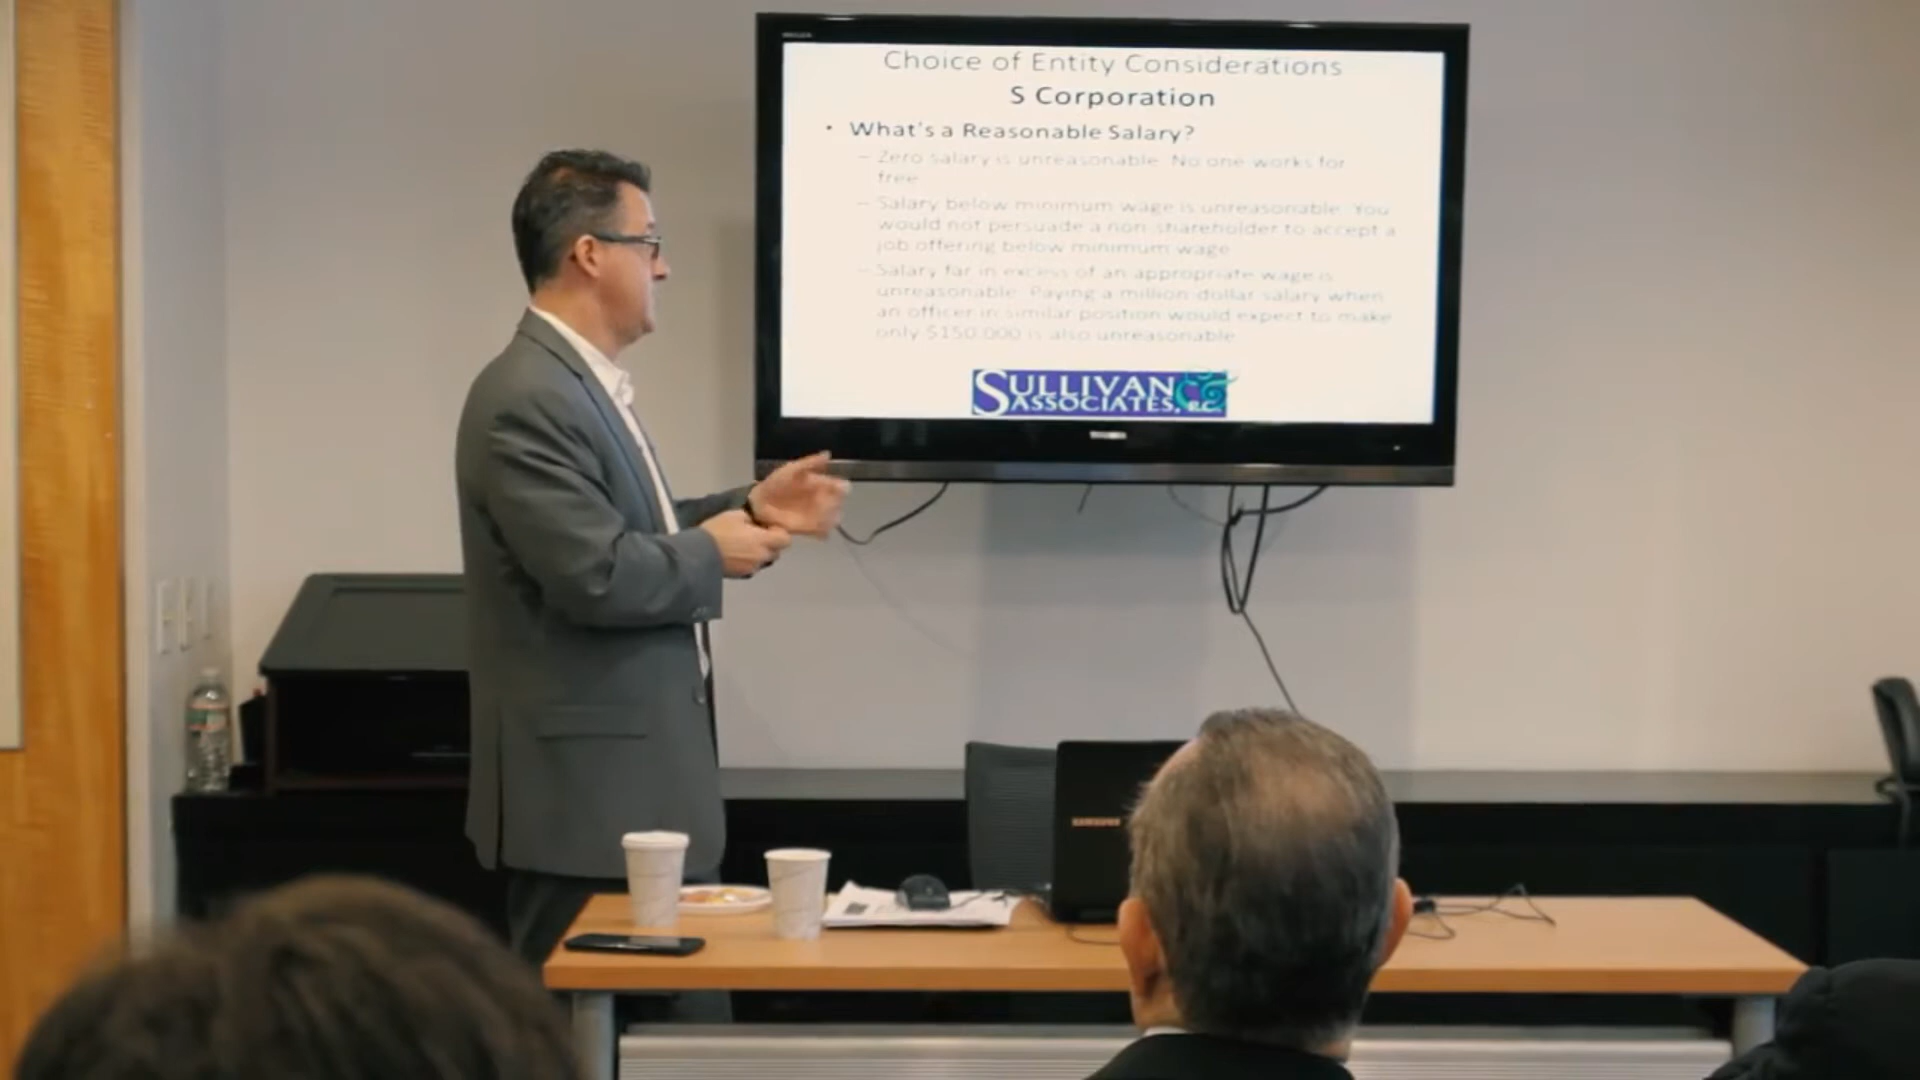 Choice of Entity Considerations
S Corporation
• What's a Reasonable Salary?
– Zero salary is unreasonable. No one works for
free
– Salary below minimum wage is unreasonable. You
would not persuade a non-shareholder to accept a
job offering below minimum wage
– Salary far in excess of an appropriate wage is
unreasonable. Paying a million-dollar salary when
an officer in similar position would expect to make
only $150,000 is also unreasonable
SULLIVAN &
ASSOCIATES, P.C.
SAMSUNG